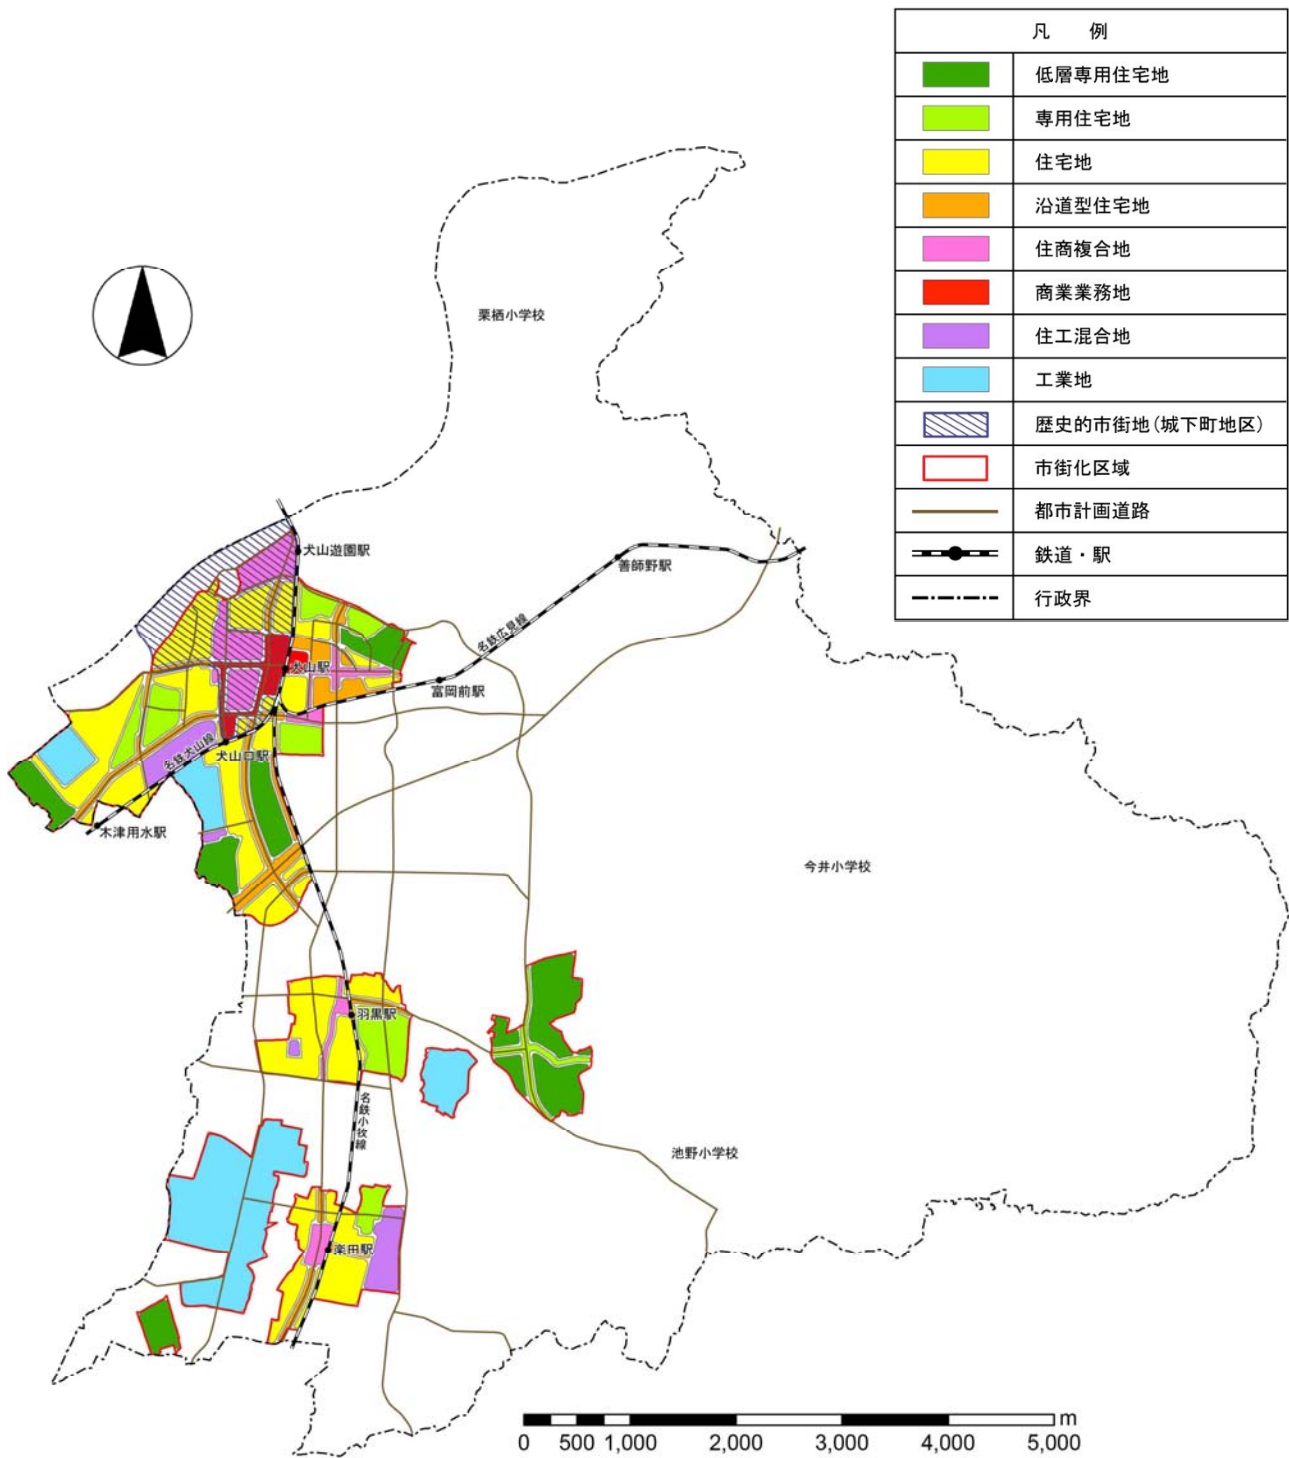 凡 例
低層専用住宅地
専用住宅地
住宅地
沿道型住宅地
住商複合地
商業業務地
住工混合地
工業地
歴史的市街地(城下町地区)
市街化区域
都市計画道路
鉄道・駅
行政界
栗栖小学校
犬山遊園駅
善師野駅
名鉄広見線
犬山駅
富岡前駅
名鉄犬山線
犬山口駅
木津用水駅
今井小学校
羽黒駅
名鉄小牧線
池野小学校
楽田駅
m
0 500 1,000 2,000 3,000 4,000 5,000